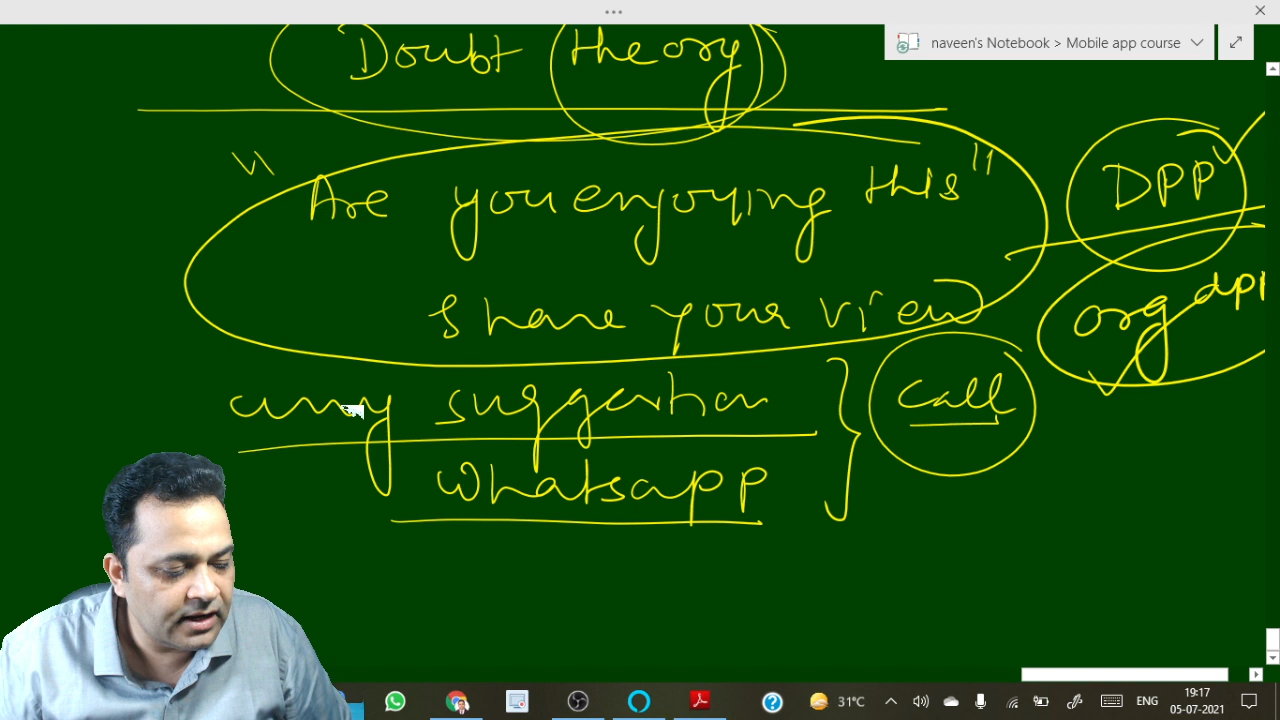 naveen's Notebook > Mobile app course
Doubt (theory)
"Are you enjoying this"
share your view
DPP
org dpp
any suggestion
whatsapp
call
31°C
ENG
19:17
05-07-2021